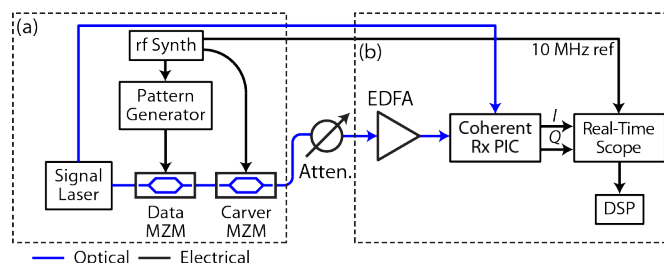 (a)
rf Synth
(b)
10 MHz ref
Pattern
Generator
EDFA
Coherent
Rx PIC
I
Q
Real-Time
Scope
Signal
Laser
Atten.
Data
MZM
Carver
MZM
DSP
Optical
Electrical